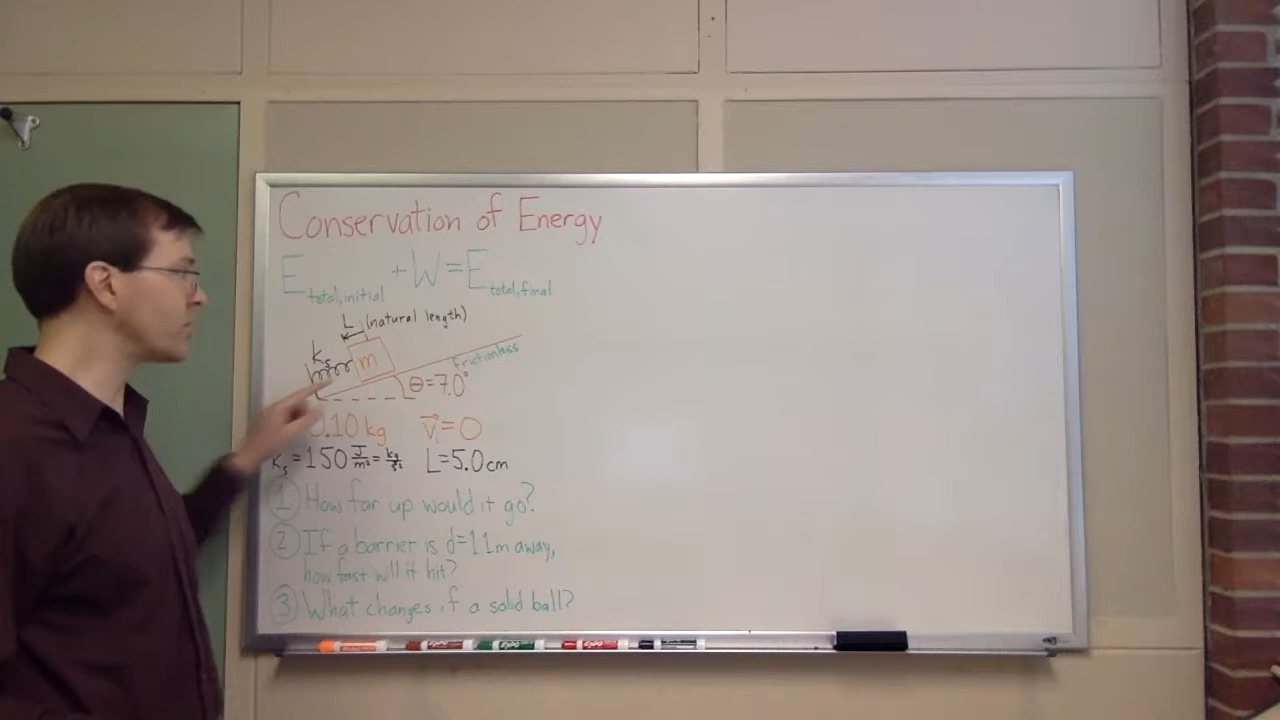 Conservation of Energy
E total,initial + W = E total,final
L (natural length)
ks
m
frictionless
θ=7.0°
0.10 kg v⃗i=0
ks=150 J/m²=kg/s² L=5.0cm
① How far up would it go?
② If a barrier is d=1.1m away,
how fast will it hit?
③ What changes if a solid ball?